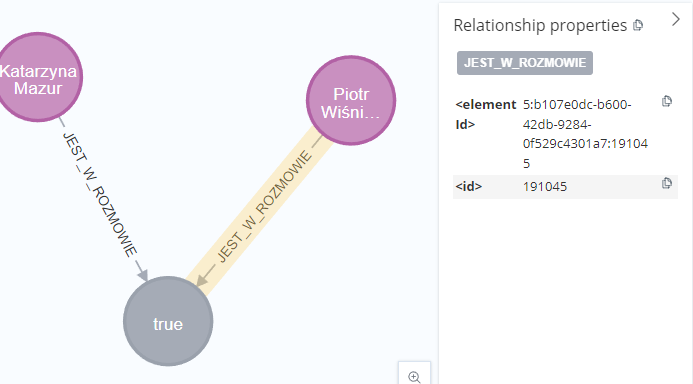 Katarzyna
Mazur
Piotr
Wiśni…
JEST_W_ROZMOWIE
JEST_W_ROZMOWIE
true
Relationship properties
JEST_W_ROZMOWIE
<element
Id>
5:b107e0dc-b600-
42db-9284-
0f529c4301a7:19104
5
<id> 191045